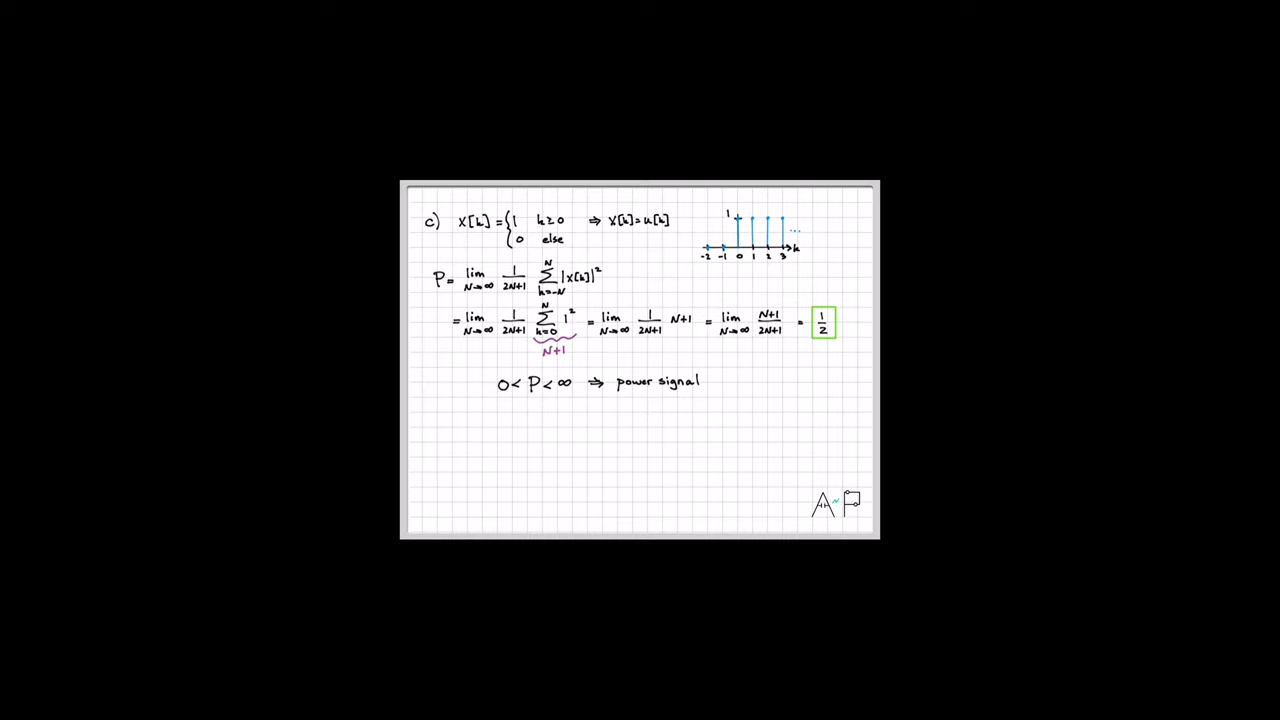 c) x[k] = { 1 k ≥ 0 ⇒ x[k] = u[k]
0 else
1
...
-2 -1 0 1 2 3 k
P = lim N→∞ 1/(2N+1) ∑ k=-N N |x[k]|²
= lim N→∞ 1/(2N+1) ∑ k=0 N 1² = lim N→∞ 1/(2N+1) N+1 = lim N→∞ (N+1)/(2N+1) = 1/2
N+1
0 < P < ∞ ⇒ power signal
A~P